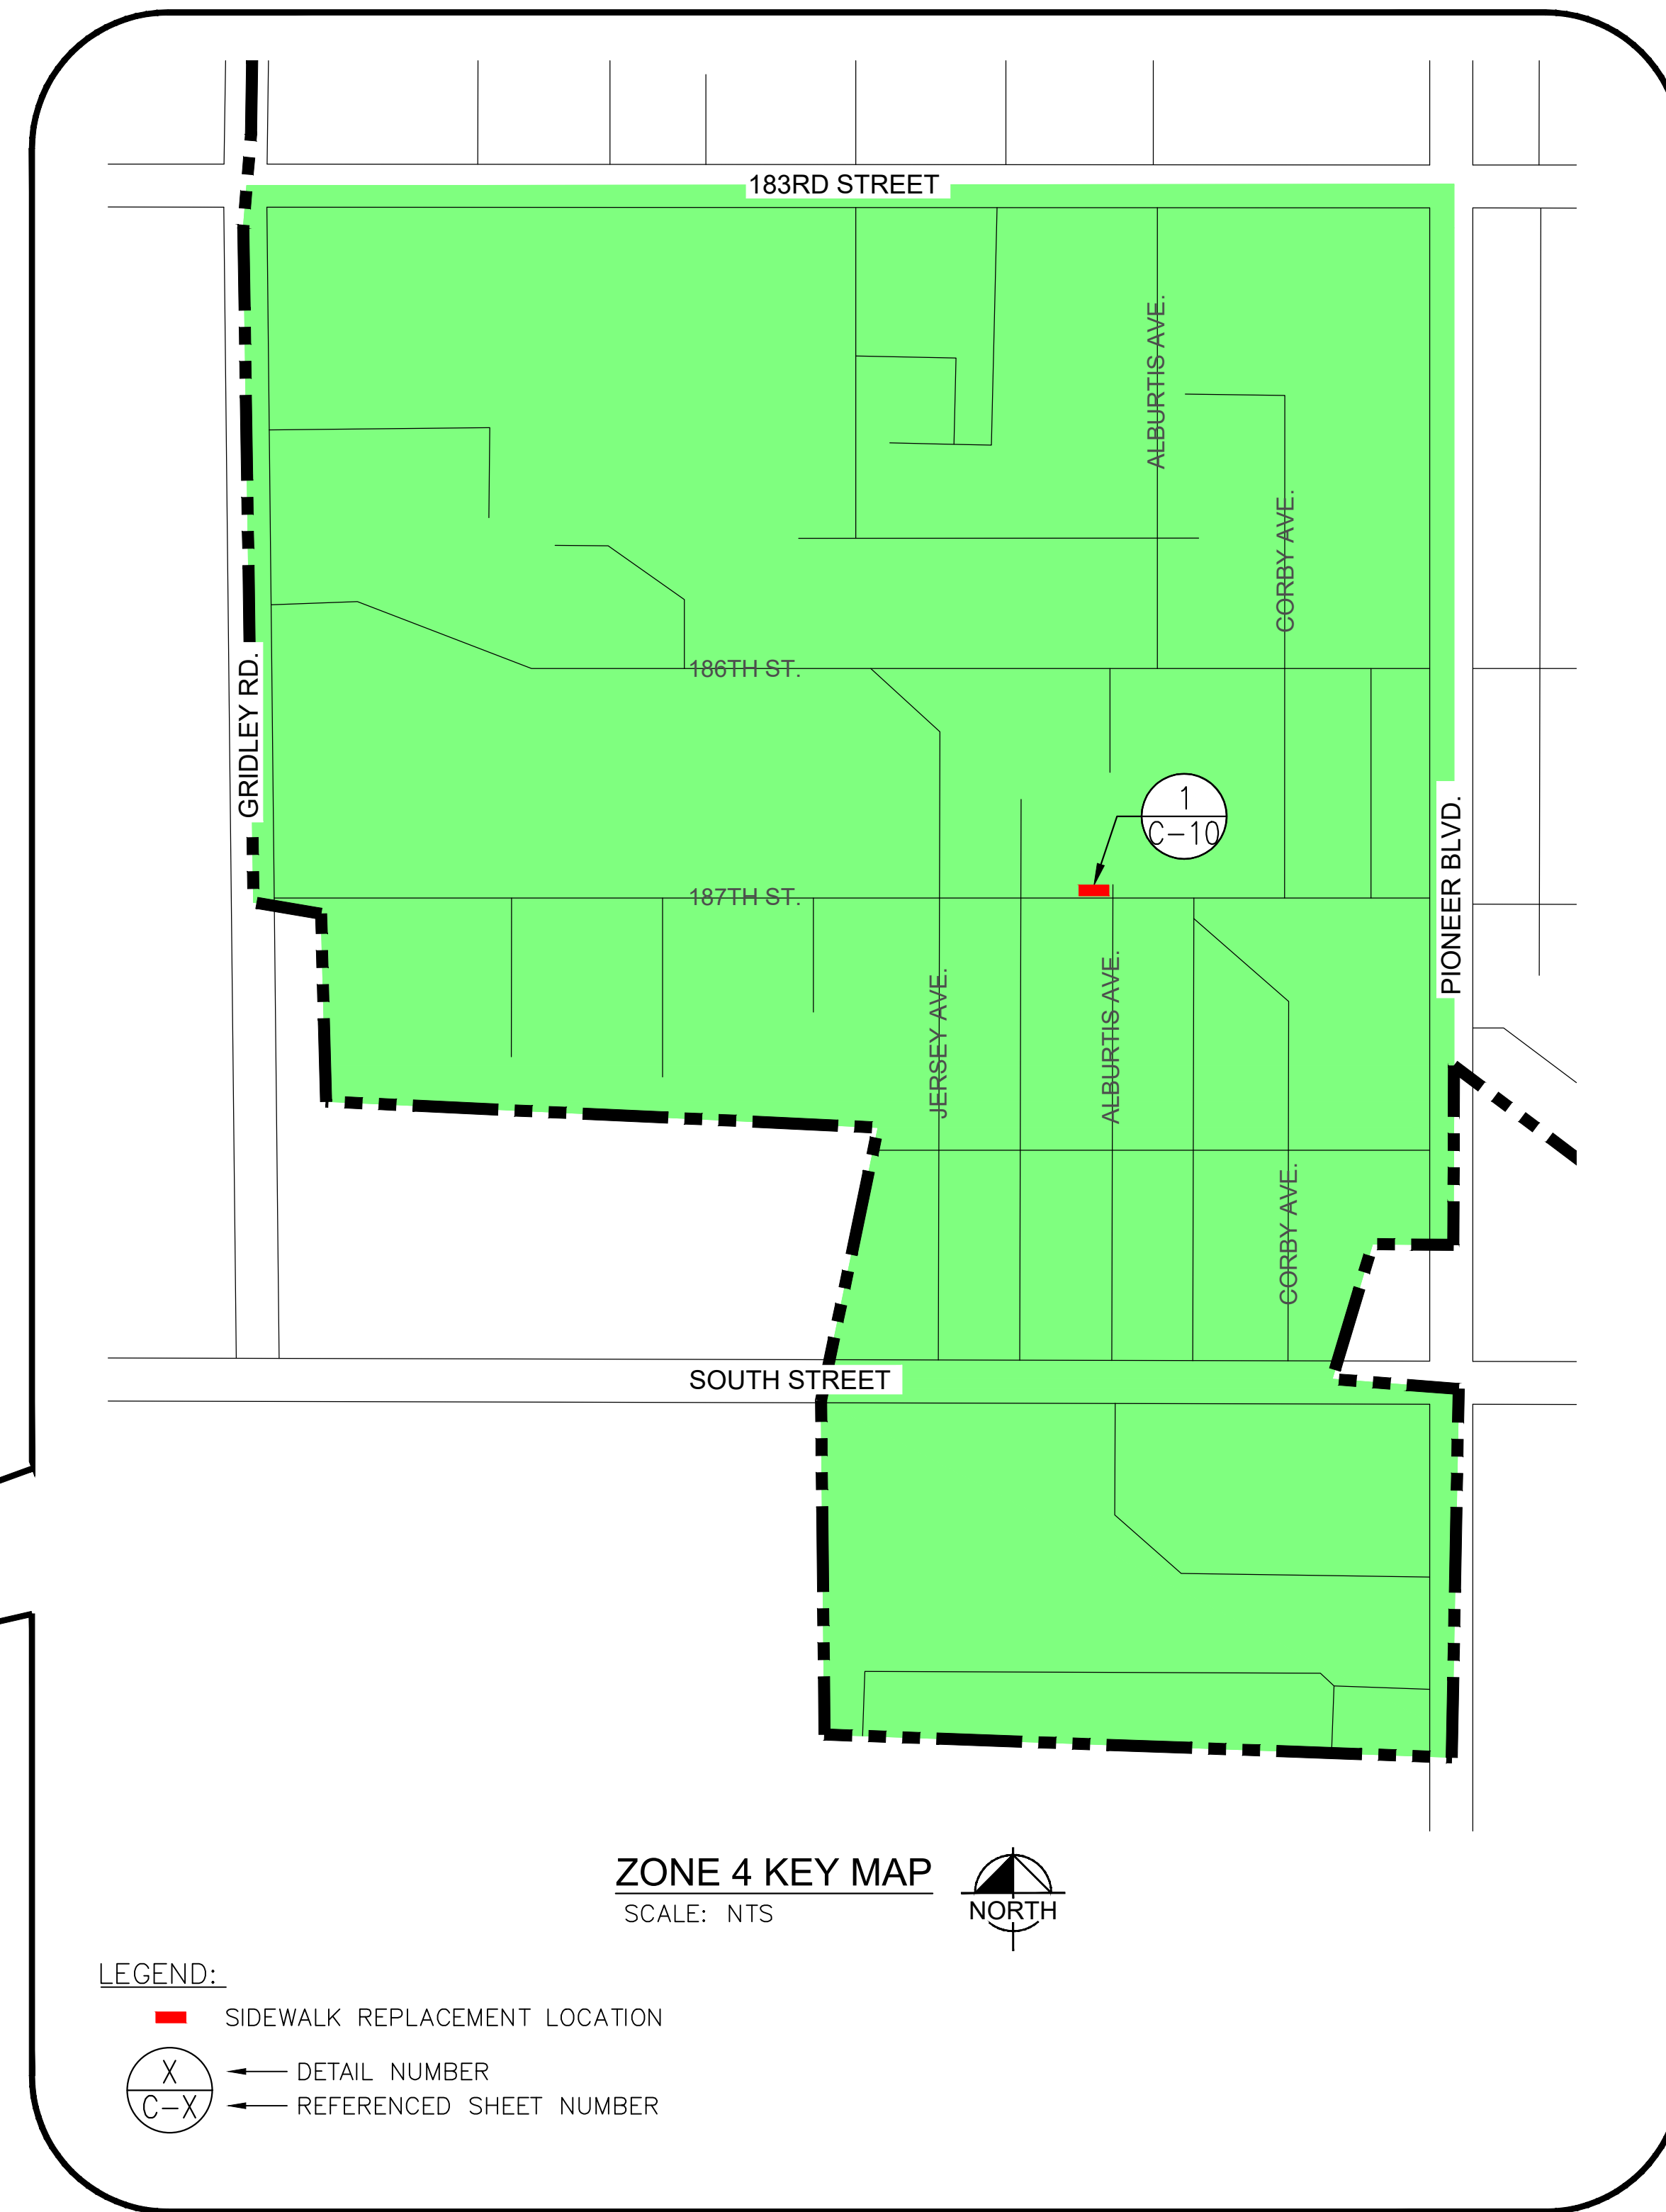 183RD STREET
ALBURTIS AVE.
CORBY AVE.
186TH ST.
GRIDLEY RD.
1
C-10
PIONEER BLVD.
187TH ST.
JERSEY AVE.
ALBURTIS AVE.
CORBY AVE.
SOUTH STREET
ZONE 4 KEY MAP
SCALE: NTS
NORTH
LEGEND:
SIDEWALK REPLACEMENT LOCATION
X
DETAIL NUMBER
C-X
REFERENCED SHEET NUMBER